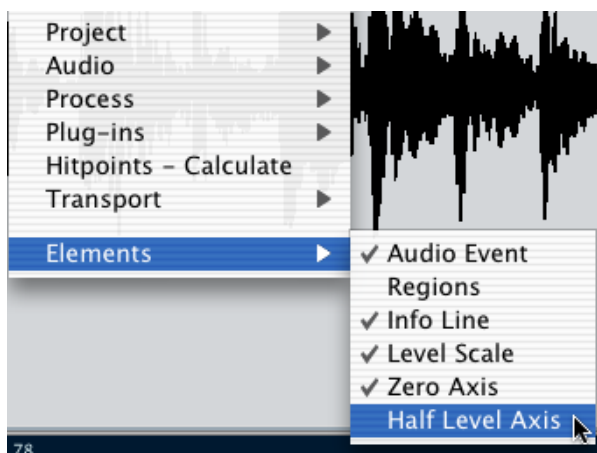 Project
Audio
Process
Plug-ins
Hitpoints – Calculate
Transport
Elements
Audio Event
Regions
Info Line
Level Scale
Zero Axis
Half Level Axis
78